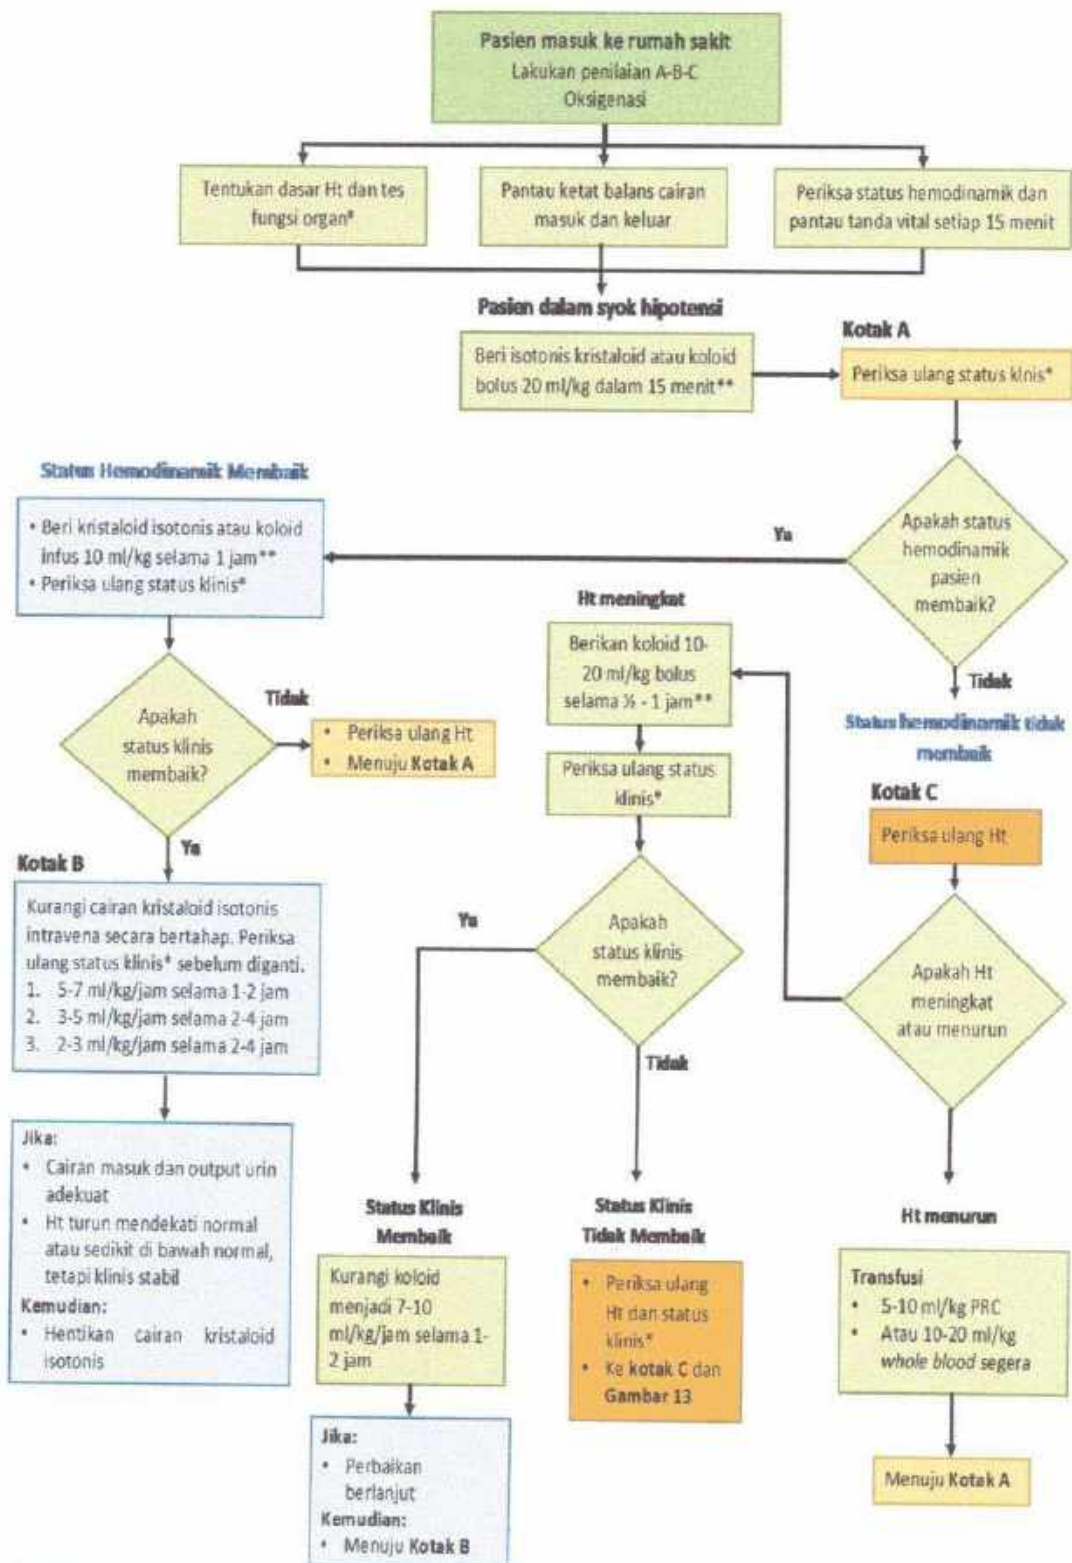 Pasien masuk ke rumah sakit
Lakukan penilaian A-B-C
Oksigenasi
Tentukan dasar Ht dan tes
fungsi organ*
Pantau ketat balans cairan
masuk dan keluar
Periksa status hemodinamik dan
pantau tanda vital setiap 15 menit
Pasien dalam syok hipotensi
Beri isotonis kristaloid atau koloid
bolus 20 ml/kg dalam 15 menit**
Kotak A
Periksa ulang status klnis*
Apakah status
hemodinamik
pasien
membaik?
Ya
Status Hemodinamik Membaik
• Beri kristaloid isotonis atau koloid
infus 10 ml/kg selama 1 jam**
• Periksa ulang status klinis*
Apakah
status klinis
membaik?
Tidak
• Periksa ulang Ht
• Menuju Kotak A
Ya
Kotak B
Kurangi cairan kristaloid isotonis
intravena secara bertahap. Periksa
ulang status klinis* sebelum diganti.
1. 5-7 ml/kg/jam selama 1-2 jam
2. 3-5 ml/kg/jam selama 2-4 jam
3. 2-3 ml/kg/jam selama 2-4 jam
Jika:
• Cairan masuk dan output urin
adekuat
• Ht turun mendekati normal
atau sedikit di bawah normal,
tetapi klinis stabil
Kemudian:
• Hentikan cairan kristaloid
isotonis
Tidak
Status hemodinamik tidak
membaik
Kotak C
Periksa ulang Ht
Apakah Ht
meningkat
atau menurun
Ht meningkat
Berikan koloid 10-
20 ml/kg bolus
selama ½ - 1 jam**
Periksa ulang status
klinis*
Apakah
status klinis
membaik?
Ya
Tidak
Status Klinis
Membaik
Kurangi koloid
menjadi 7-10
ml/kg/jam selama 1-
2 jam
Jika:
• Perbaikan
berlanjut
Kemudian:
• Menuju Kotak B
Status Klinis
Tidak Membaik
• Periksa ulang
Ht dan status
klinis*
• Ke kotak C dan
Gambar 13
Ht menurun
Transfusi
• 5-10 ml/kg PRC
• Atau 10-20 ml/kg
whole blood segera
Menuju Kotak A